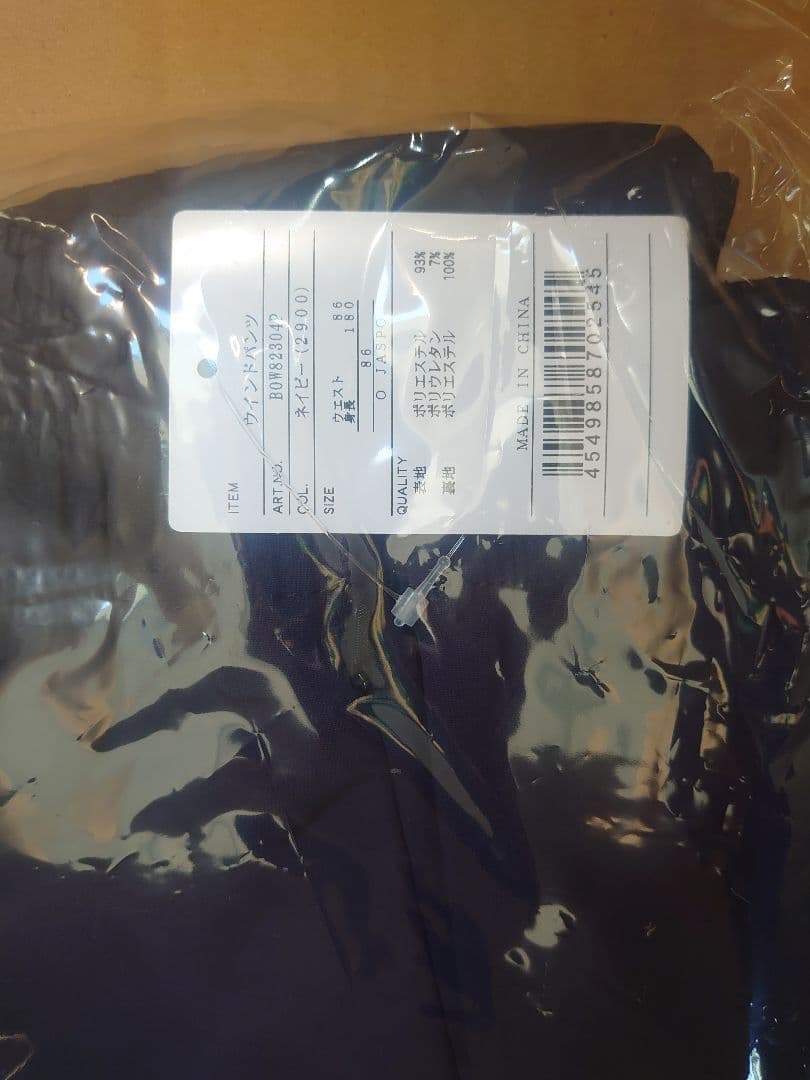 ITEM ウインドパンツ
ART.NO. BOW82304P
COL. ネイビー(2900)
SIZE ウエスト 86
身長 180
86
O JASPO
QUALITY
表地 ポリエステル 93%
ポリウレタン 7%
裏地 ポリエステル 100%
MADE IN CHINA
4549858702545